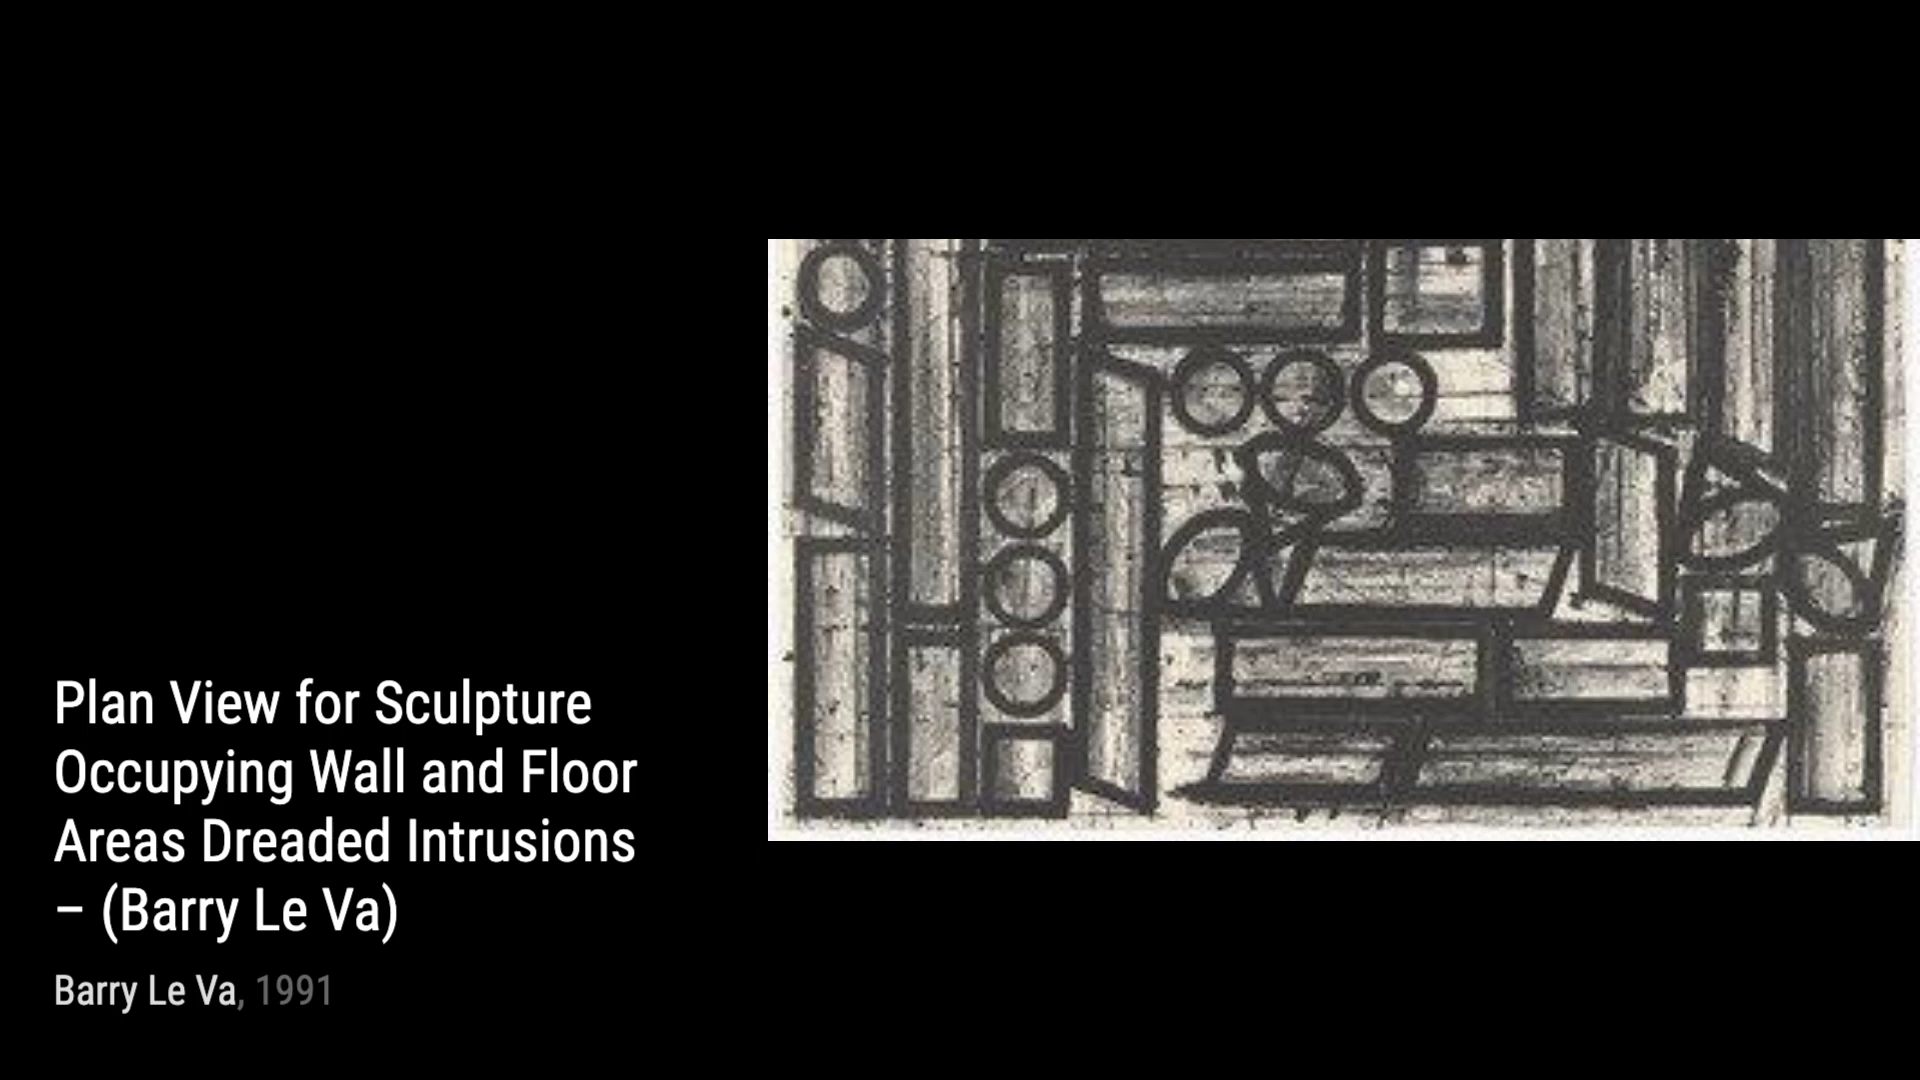 Plan View for Sculpture
Occupying Wall and Floor
Areas Dreaded Intrusions
– (Barry Le Va)
Barry Le Va, 1991